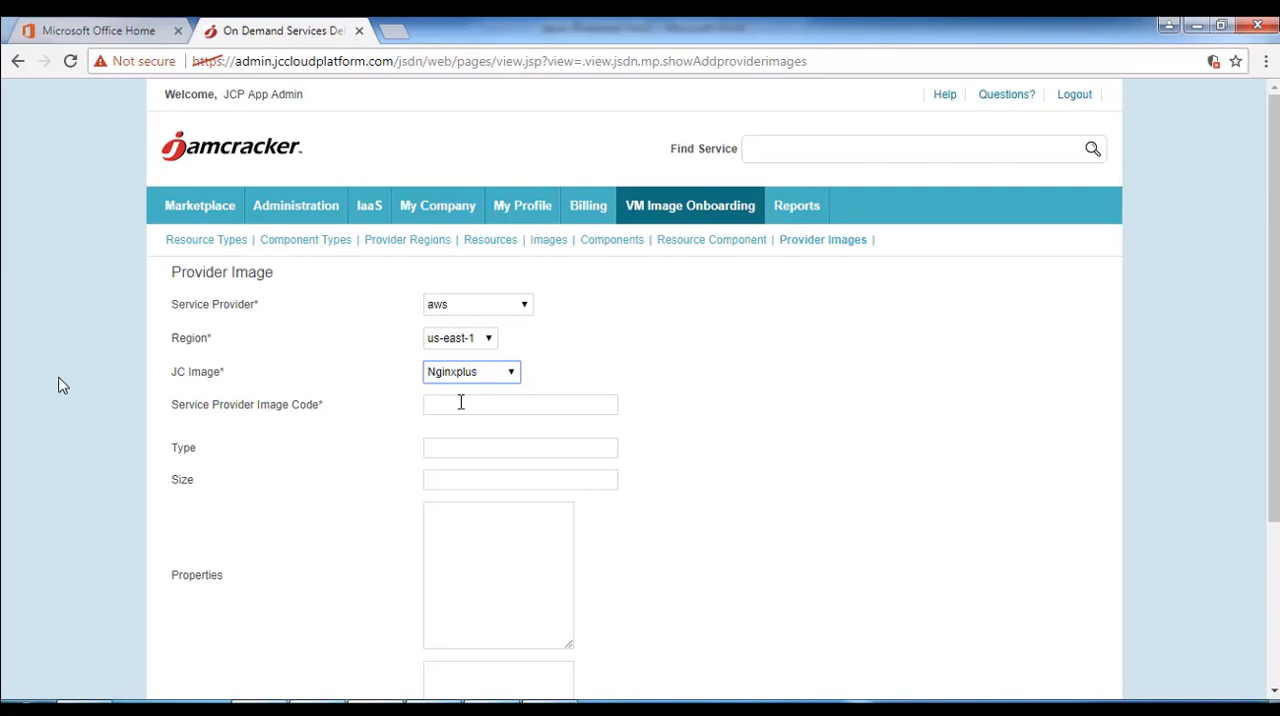 Microsoft Office Home
On Demand Services De
Not secure
https://admin.jccloudplatform.com/jsdn/web/pages/view.jsp?view=.view.jsdn.mp.showAddproviderimages
Welcome, JCP App Admin
Help | Questions? | Logout |
jamcracker
Find Service
Marketplace Administration IaaS My Company My Profile Billing VM Image Onboarding Reports
Resource Types | Component Types | Provider Regions | Resources | Images | Components | Resource Component | Provider Images |
Provider Image
Service Provider* aws
Region* us-east-1
JC Image* Nginxplus
Service Provider Image Code*
Type
Size
Properties